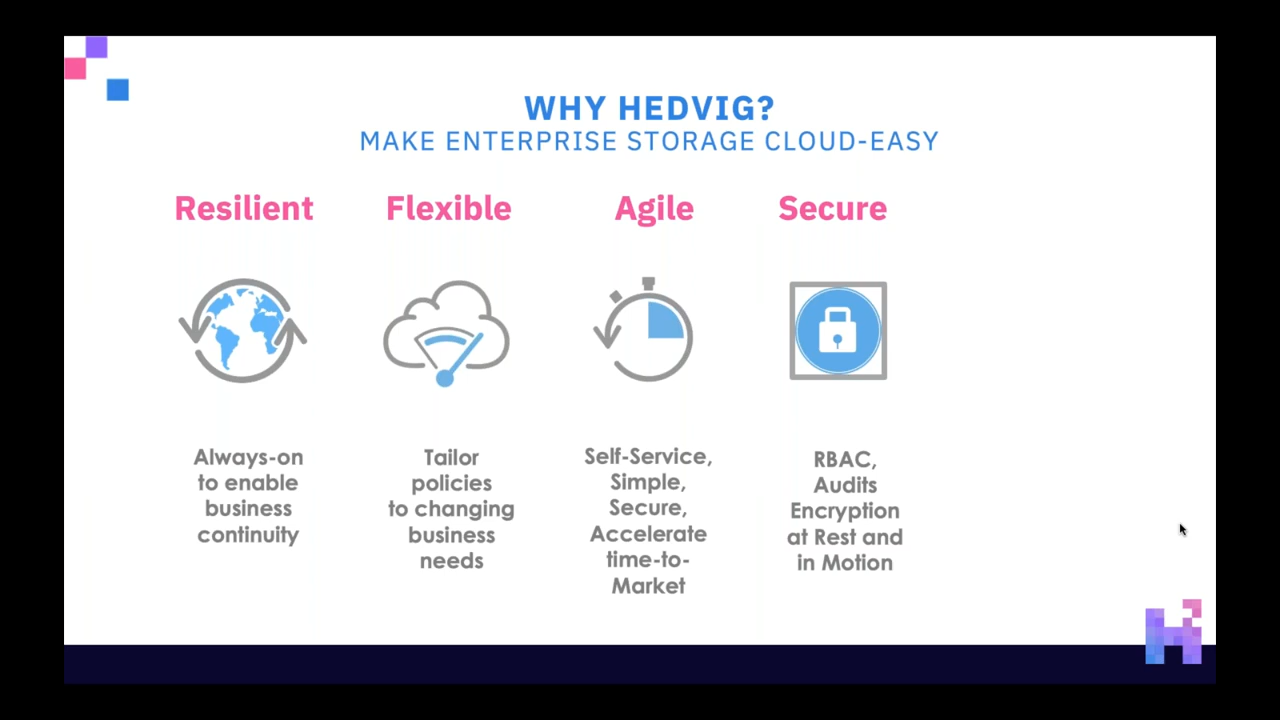 WHY HEDVIG?
MAKE ENTERPRISE STORAGE CLOUD-EASY
Resilient
Always-on
to enable
business
continuity
Flexible
Tailor
policies
to changing
business
needs
Agile
Self-Service,
Simple,
Secure,
Accelerate
time-to-
Market
Secure
RBAC,
Audits
Encryption
at Rest and
in Motion